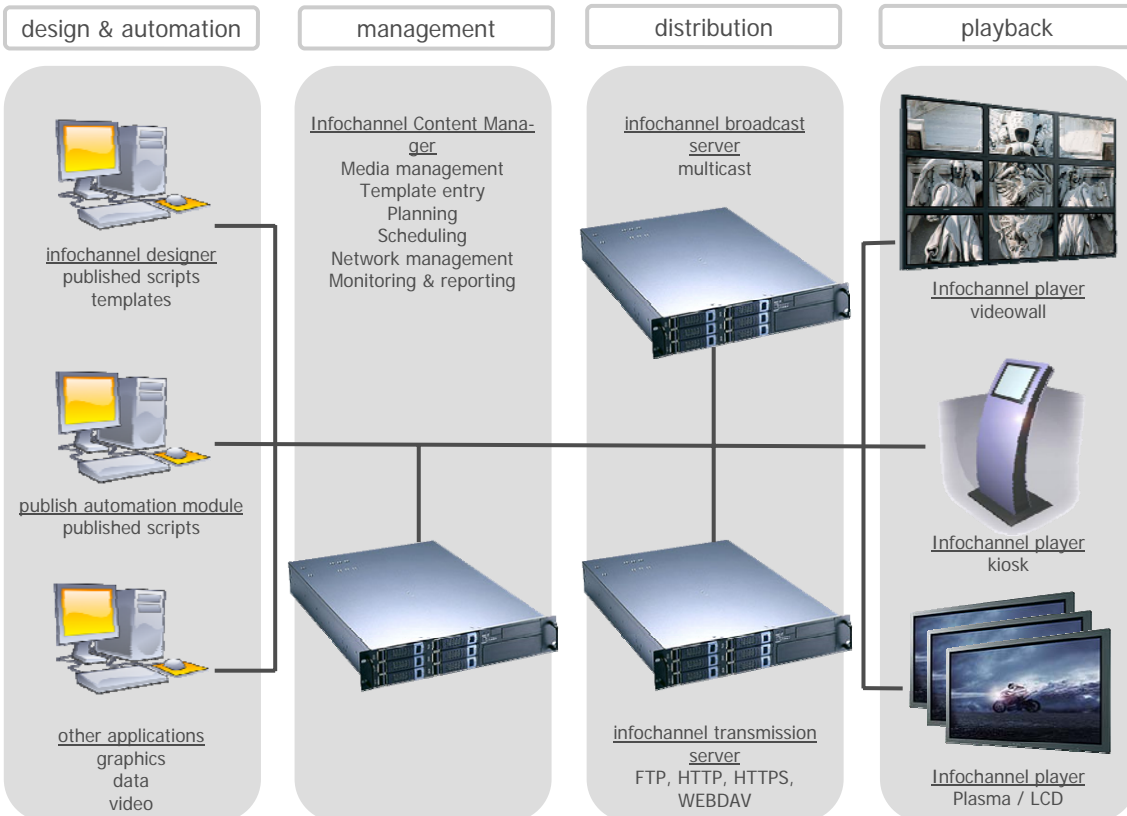 design & automation
management
distribution
playback
infochannel designer
published scripts
templates
publish automation module
published scripts
other applications
graphics
data
video
Infochannel Content Mana-
ger
Media management
Template entry
Planning
Scheduling
Network management
Monitoring & reporting
infochannel broadcast
server
multicast
infochannel transmission
server
FTP, HTTP, HTTPS,
WEBDAV
Infochannel player
videowall
Infochannel player
kiosk
Infochannel player
Plasma / LCD